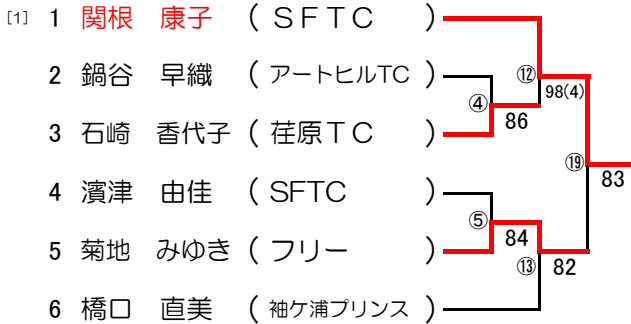 [1] 1 関根 康子 (SFTC)
⑫
2 鍋谷 早織 (アートヒルTC)
98(4)
④
86
3 石崎 香代子 (荏原TC)
⑲
83
4 濱津 由佳 (SFTC)
⑤
84
5 菊地 みゆき (フリー)
⑬ 82
6 橋口 直美 (袖ケ浦プリンス)